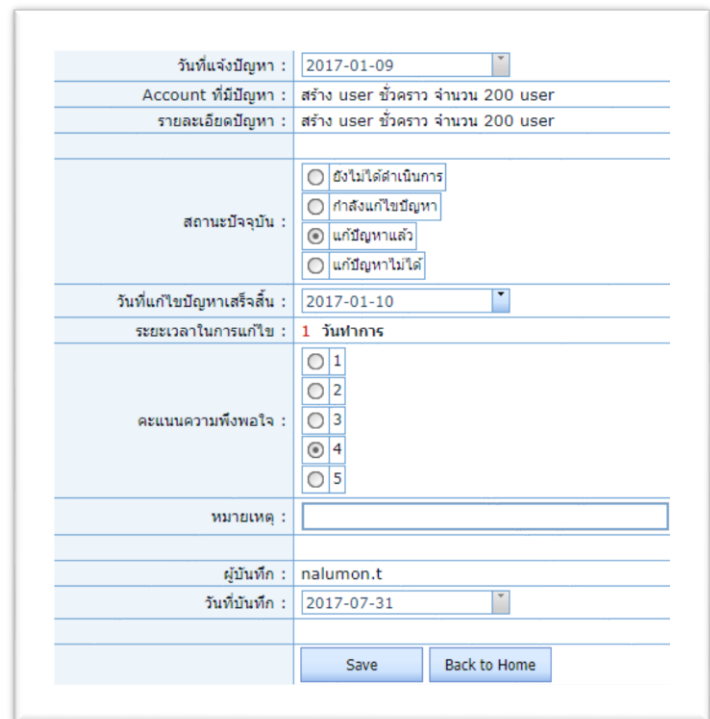 วันที่แจ้งปัญหา : 2017-01-09
Account ที่มีปัญหา : สร้าง user ชั่วคราว จำนวน 200 user
รายละเอียดปัญหา : สร้าง user ชั่วคราว จำนวน 200 user
ยังไม่ได้ดำเนินการ
กำลังแก้ไขปัญหา
สถานะปัจจุบัน :
แก้ปัญหาแล้ว
แก้ปัญหาไม่ได้
วันที่แก้ไขปัญหาเสร็จสิ้น : 2017-01-10
ระยะเวลาในการแก้ไข : 1 วันทำการ
1
2
คะแนนความพึงพอใจ : 3
4
5
หมายเหตุ :
ผู้บันทึก : nalumon.t
วันที่บันทึก : 2017-07-31
Save Back to Home